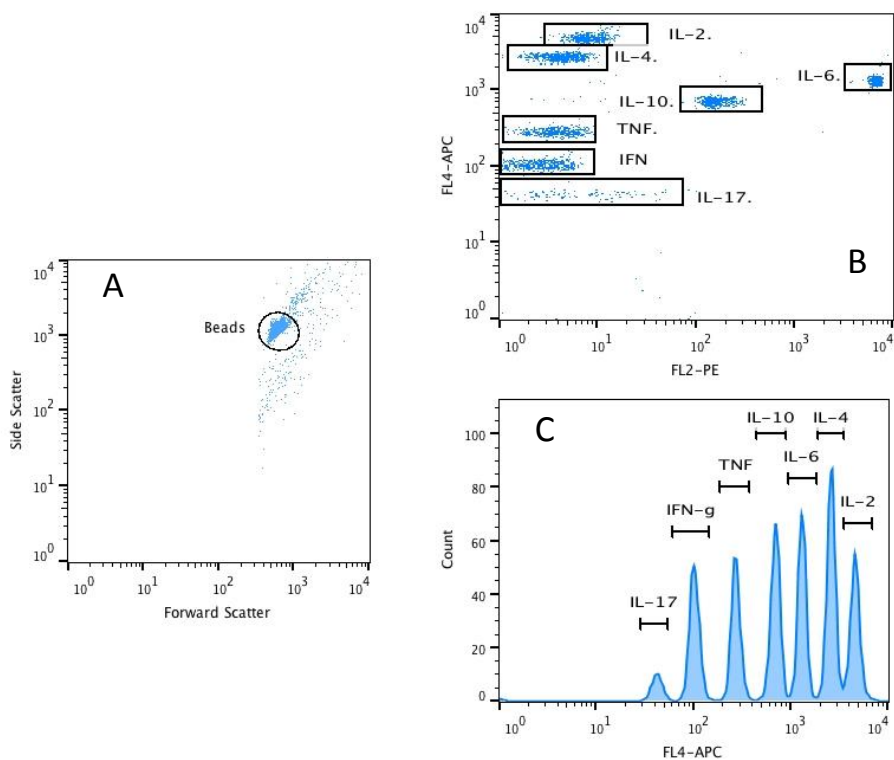 A
Beads
Side Scatter
10^4
10^3
10^2
10^1
10^0
10^0 10^1 10^2 10^3 10^4
Forward Scatter
B
FL4-APC
10^4
10^3
10^2
10^1
10^0
IL-2.
IL-4.
IL-6.
IL-10.
TNF.
IFN
IL-17.
10^0 10^1 10^2 10^3 10^4
FL2-PE
C
Count
100
80
60
40
20
0
IL-10 IL-4
TNF IL-6
IFN-g IL-2
IL-17
10^0 10^1 10^2 10^3 10^4
FL4-APC